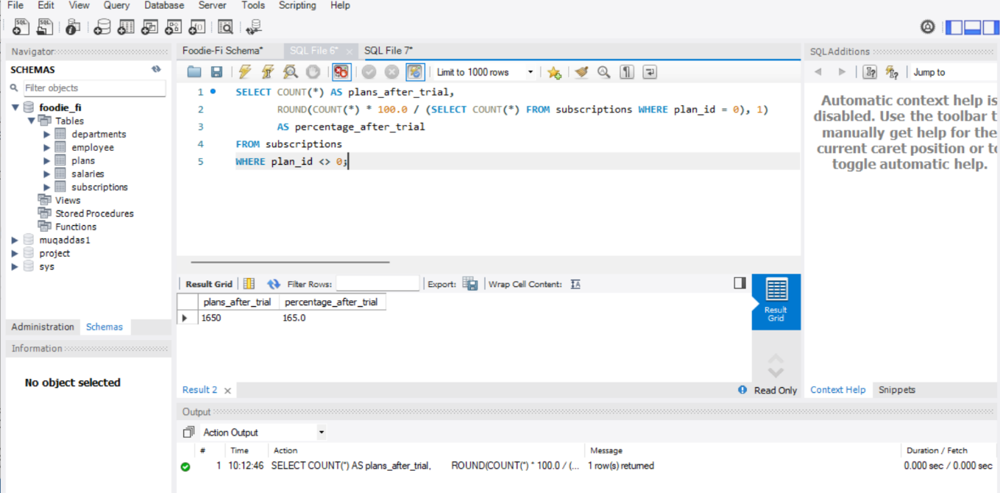 File Edit View Query Database Server Tools Scripting Help
Navigator
SCHEMAS
Filter objects
foodie_fi
Tables
departments
employee
plans
salaries
subscriptions
Views
Stored Procedures
Functions
muqaddas1
project
sys
Administration Schemas
Information
No object selected
Foodie-Fi Schema* SQL File 6* SQL File 7*
Limit to 1000 rows
1 SELECT COUNT(*) AS plans_after_trial,
2 ROUND(COUNT(*) * 100.0 / (SELECT COUNT(*) FROM subscriptions WHERE plan_id = 0), 1)
3 AS percentage_after_trial
4 FROM subscriptions
5 WHERE plan_id <> 0;
Result Grid Filter Rows: Export: Wrap Cell Content:
plans_after_trial percentage_after_trial
1650 165.0
Result
Grid
Result 2 Read Only
SQLAdditions
Jump to
Automatic context help is
disabled. Use the toolbar t
manually get help for the
current caret position or to
toggle automatic help.
Context Help Snippets
Output
Action Output
# Time Action Message Duration / Fetch
1 10:12:46 SELECT COUNT(*) AS plans_after_trial, ROUND(COUNT(*) * 100.0 / (... 1 row(s) returned 0.000 sec / 0.000 sec